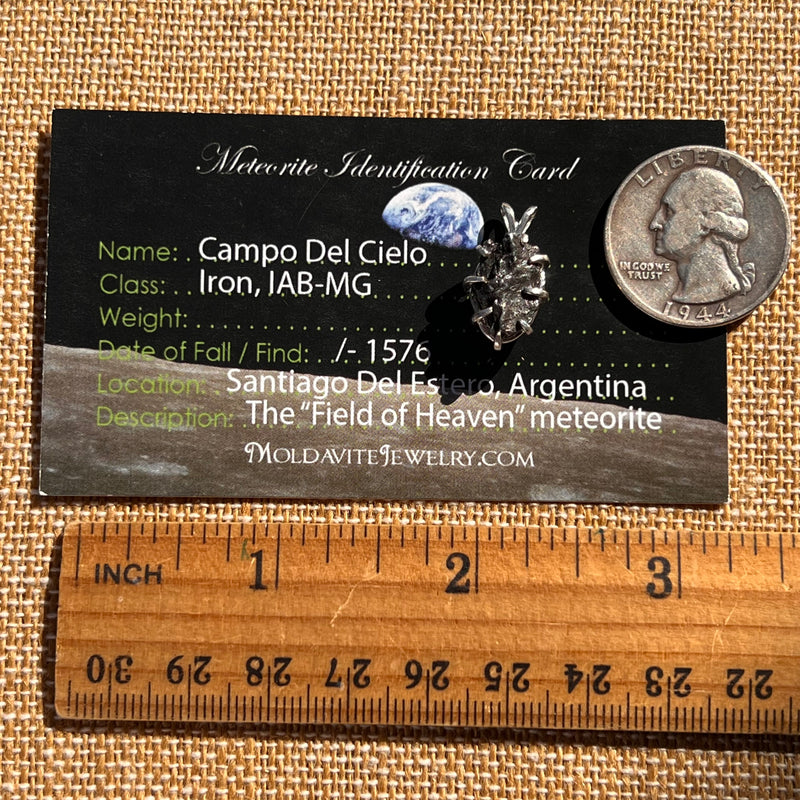 Meteorite Identification Card
Name: . Campo Del Cielo . . . . . . . . . . . . . . . . . . .
Class: . Iron, IAB-MG . . . . . . . . . . . . . . . . . . . . . .
Weight: . . . . . . . . . . . . . . . . . . . . . . . . . . . . . . . . . . .
Date of Fall / Find: . . /- 1576 . . . . . . . . . . . . . . . . . .
Location: . Santiago Del Estero, Argentina . .
Description: . The "Field of Heaven" meteorite .
MOLDAVITEJEWELRY.COM
LIBERTY
IN GOD WE
TRUST
1944
INCH 1 2 3
30 29 28 27 26 25 24 23 22